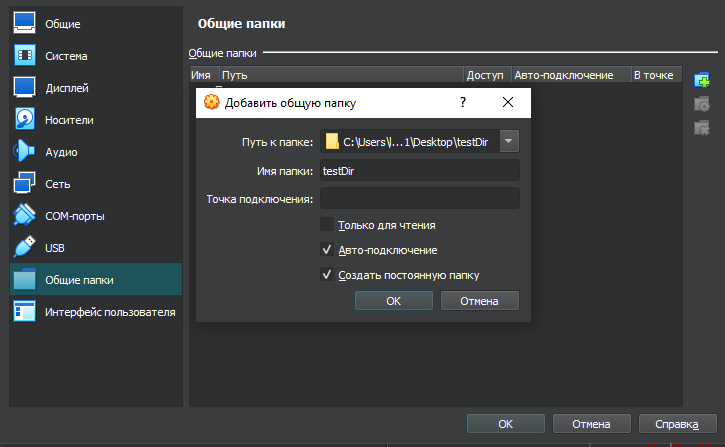 Общие
Система
Дисплей
Носители
Аудио
Сеть
COM-порты
USB
Общие папки
Интерфейс пользователя
Общие папки
Общие папки
Имя Путь Доступ Авто-подключение В точке
Добавить общую папку ?
Путь к папке: C:\Users\l...1\Desktop\testDir
Имя папки: testDir
Точка подключения:
Только для чтения
Авто-подключение
Создать постоянную папку
OK Отмена
OK Отмена Справка